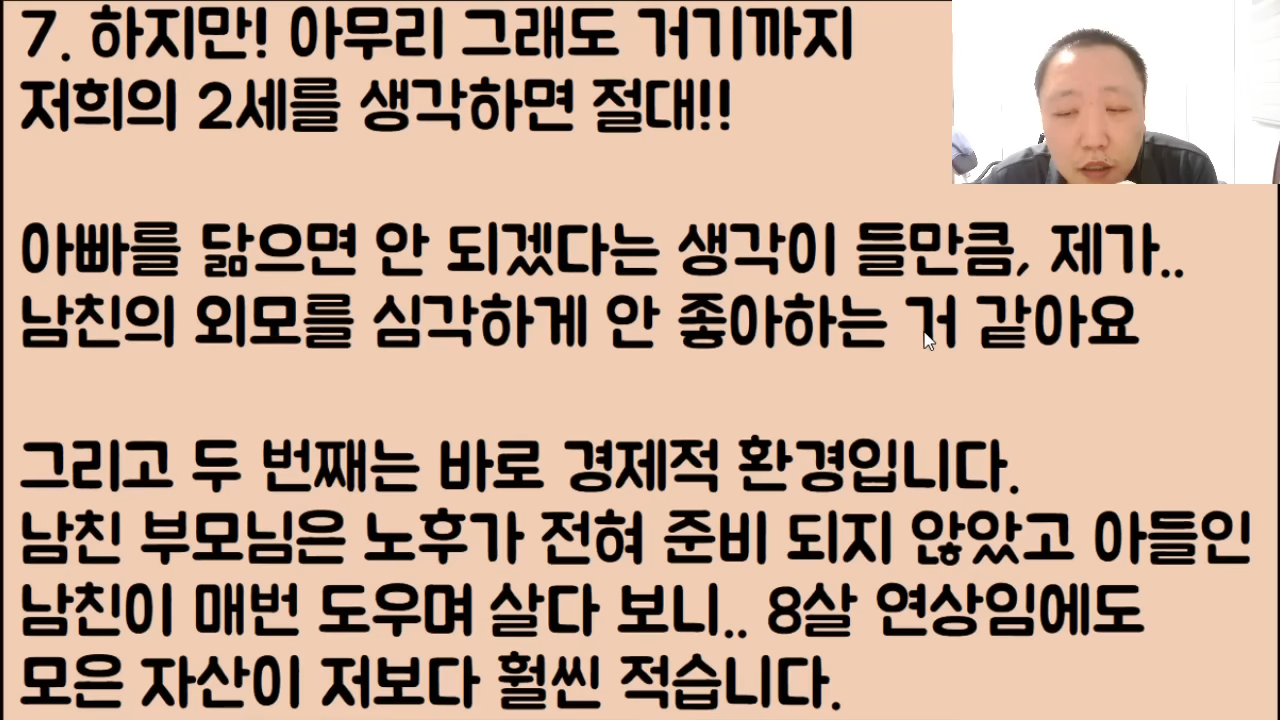 7. 하지만! 아무리 그래도 거기까지
저희의 2세를 생각하면 절대!!
아빠를 닮으면 안 되겠다는 생각이 들만큼, 제가..
남친의 외모를 심각하게 안 좋아하는 거 같아요
그리고 두 번째는 바로 경제적 환경입니다.
남친 부모님은 노후가 전혀 준비 되지 않았고 아들인
남친이 매번 도우며 살다 보니.. 8살 연상임에도
모은 자산이 저보다 훨씬 적습니다.